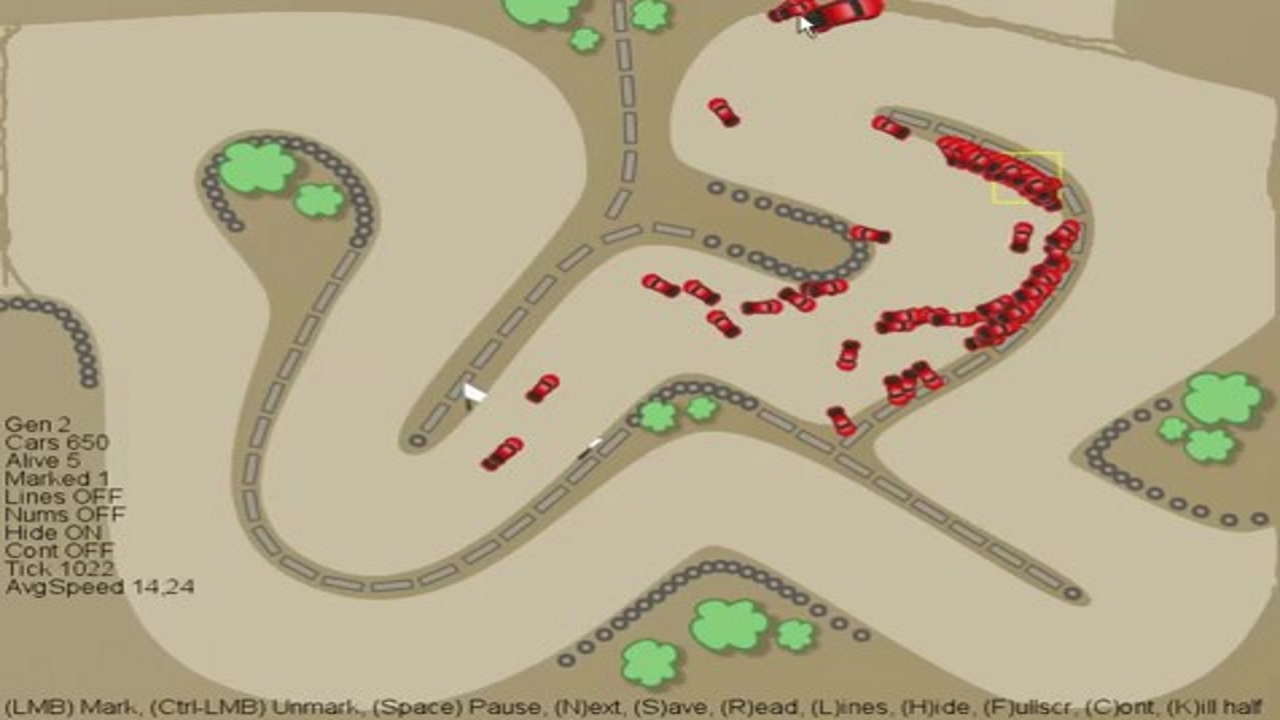 Gen 2
Cars 650
Alive 5
Marked 1
Lines OFF
Nums OFF
Hide ON
Cont OFF
Tick 1022
AvgSpeed 14,24
(LMB) Mark, (Ctrl-LMB) Unmark, (Space) Pause, (N)ext, (S)ave, (R)ead, (L)ines, (H)ide, (F)ullscr, (C)ont, (K)ill half